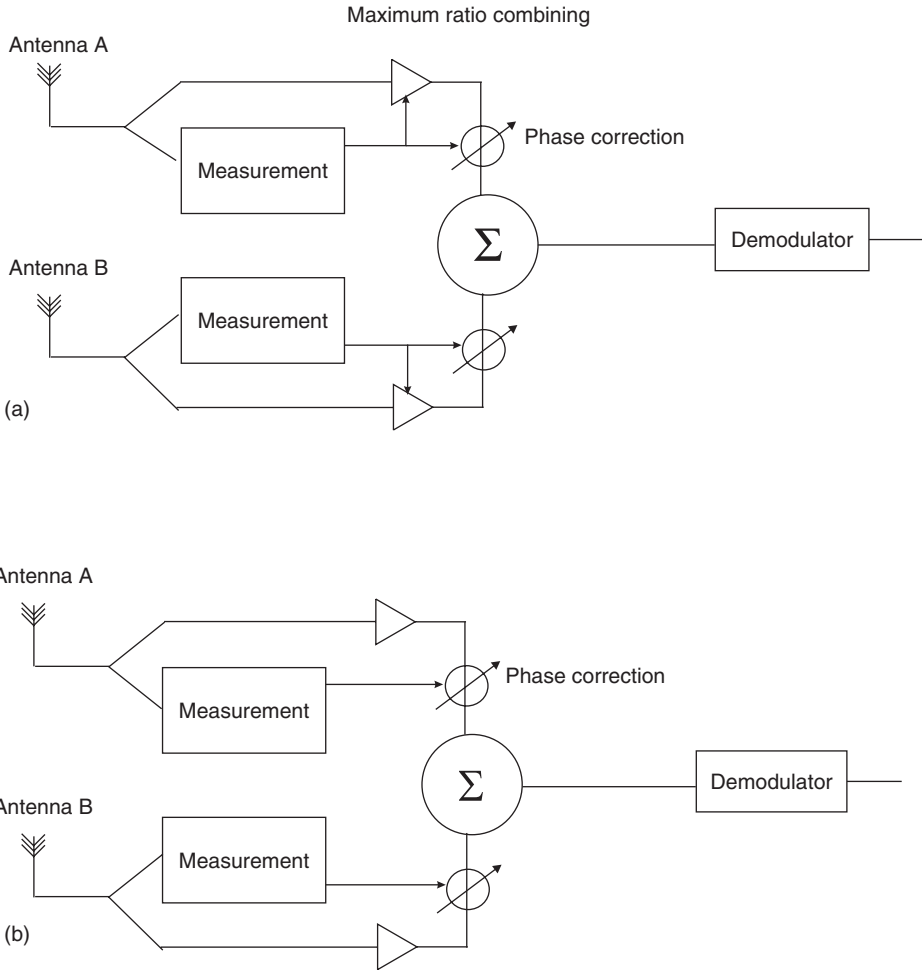 Maximum ratio combining
Antenna A
Measurement
Phase correction
Σ
Demodulator
Antenna B
Measurement
(a)
Antenna A
Phase correction
Measurement
Σ
Demodulator
Antenna B
Measurement
(b)